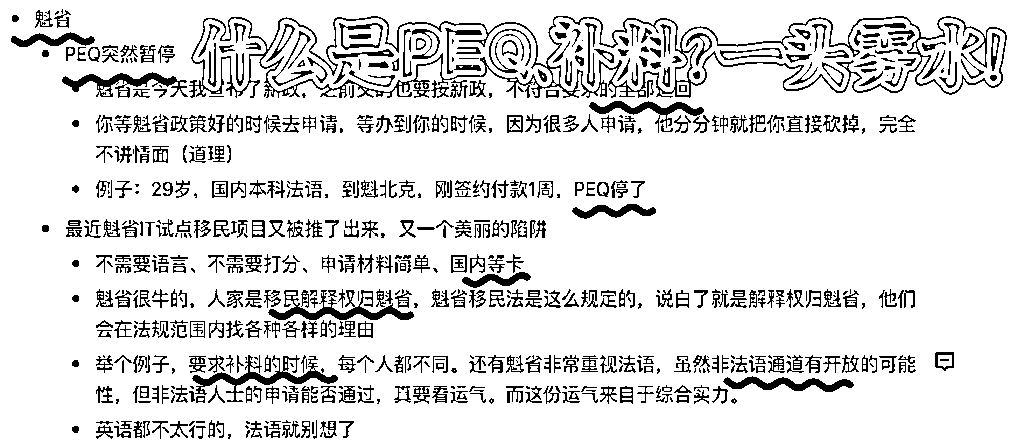 魁省
什么是PEQ、补料？一头雾水！
PEQ突然暂停
魁省是今天我宣布了新政，之前交的也要按新政，不符合要求的全部退回
你等魁省政策好的时候去申请，等办到你的时候，因为很多人申请，他分分钟就把你直接砍掉，完全
不讲情面（道理）
例子：29岁，国内本科法语，到魁北克，刚签约付款1周，PEQ停了
最近魁省IT试点移民项目又被推了出来，又一个美丽的陷阱
不需要语言、不需要打分、申请材料简单、国内等卡
魁省很牛的，人家是移民解释权归魁省，魁省移民法是这么规定的，说白了就是解释权归魁省，他们
会在法规范围内找各种各样的理由
举个例子，要求补料的时候，每个人都不同。还有魁省非常重视法语，虽然非法语通道有开放的可能
性，但非法语人士的申请能否通过，真要看运气。而这份运气来自于综合实力。
英语都不太行的，法语就别想了